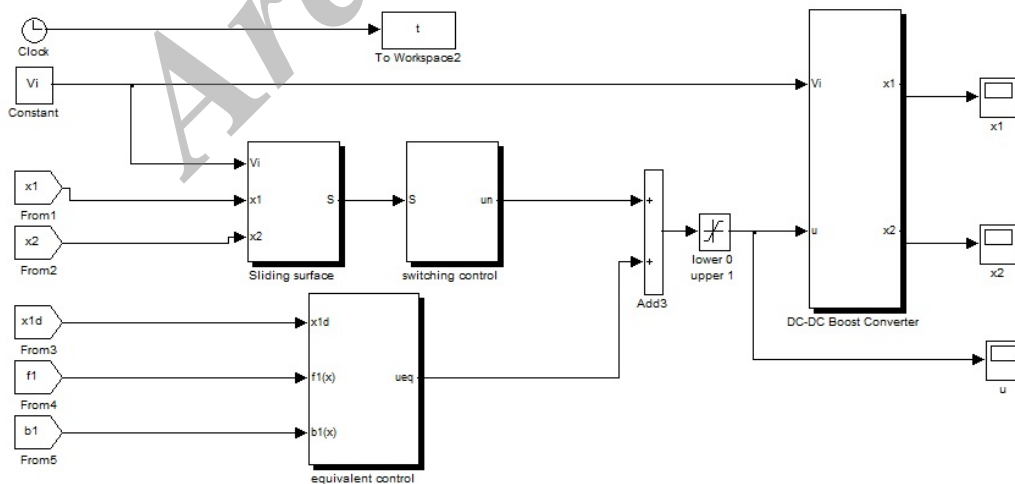 t
Clock
To Workspace2
Vi
Constant
Vi
x1
x1
Vi
x1
From1
x1
S
S
un
+
x2
From2
x2
u
x2
x2
lower 0
upper 1
Sliding surface
switching control
+
Add3
DC-DC Boost Converter
x1d
From3
x1d
f1
From4
f1(x)
ueq
u
b1
From5
b1(x)
equivalent control